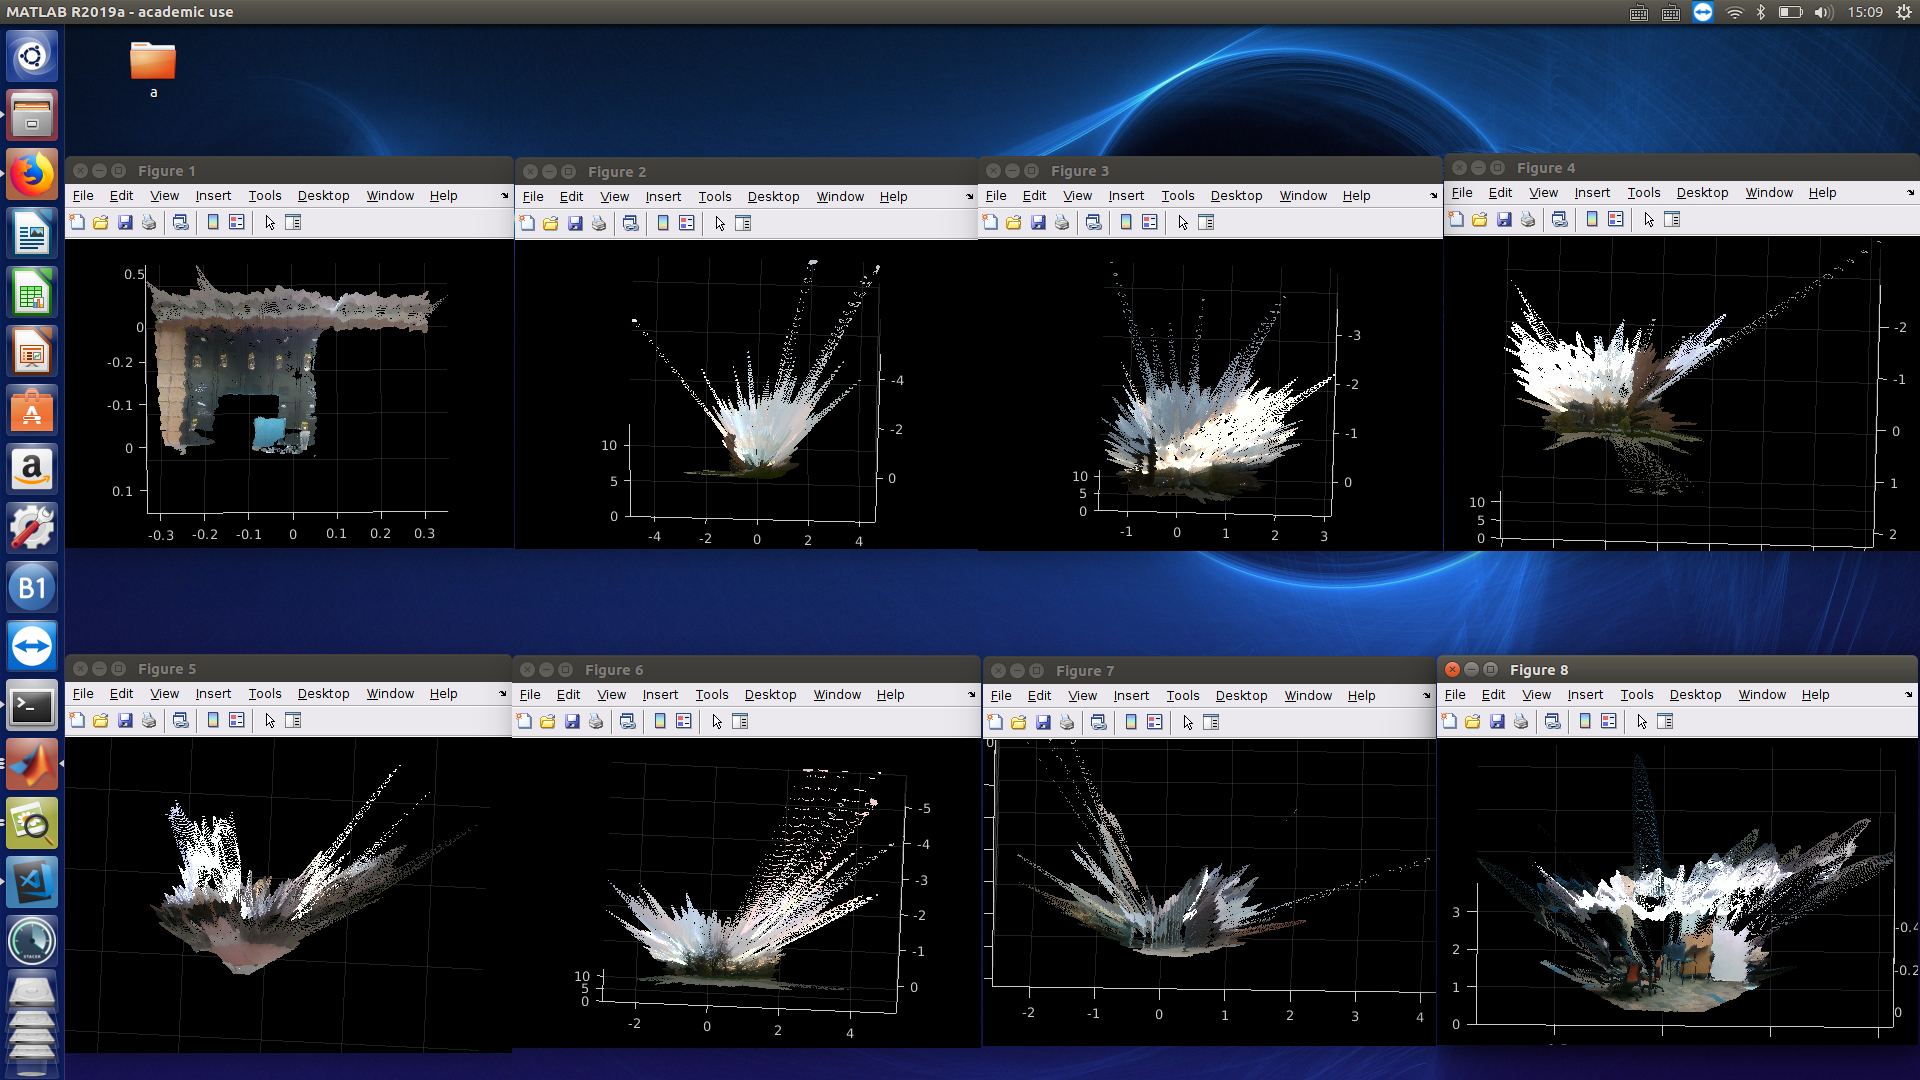 MATLAB R2019a - academic use
15:09
a
Figure 1
File Edit View Insert Tools Desktop Window Help
0.5
0
-0.2
-0.1
0
0.1
-0.3 -0.2 -0.1 0 0.1 0.2 0.3
Figure 2
File Edit View Insert Tools Desktop Window Help
10
5
0
-4
-2
0
-4 -2 0 2 4
Figure 3
File Edit View Insert Tools Desktop Window Help
-3
-2
-1
0
10
5
0
-1 0 1 2 3
Figure 4
File Edit View Insert Tools Desktop Window Help
-2
-1
0
1
2
10
5
0
B1
Figure 5
File Edit View Insert Tools Desktop Window Help
Figure 6
File Edit View Insert Tools Desktop Window Help
-5
-4
-3
-2
-1
0
10
5
0
-2 0 2 4
Figure 7
File Edit View Insert Tools Desktop Window Help
0
-2 -1 0 1 2 3 4
Figure 8
File Edit View Insert Tools Desktop Window Help
3
2
1
0
-0.4
-0.2
0